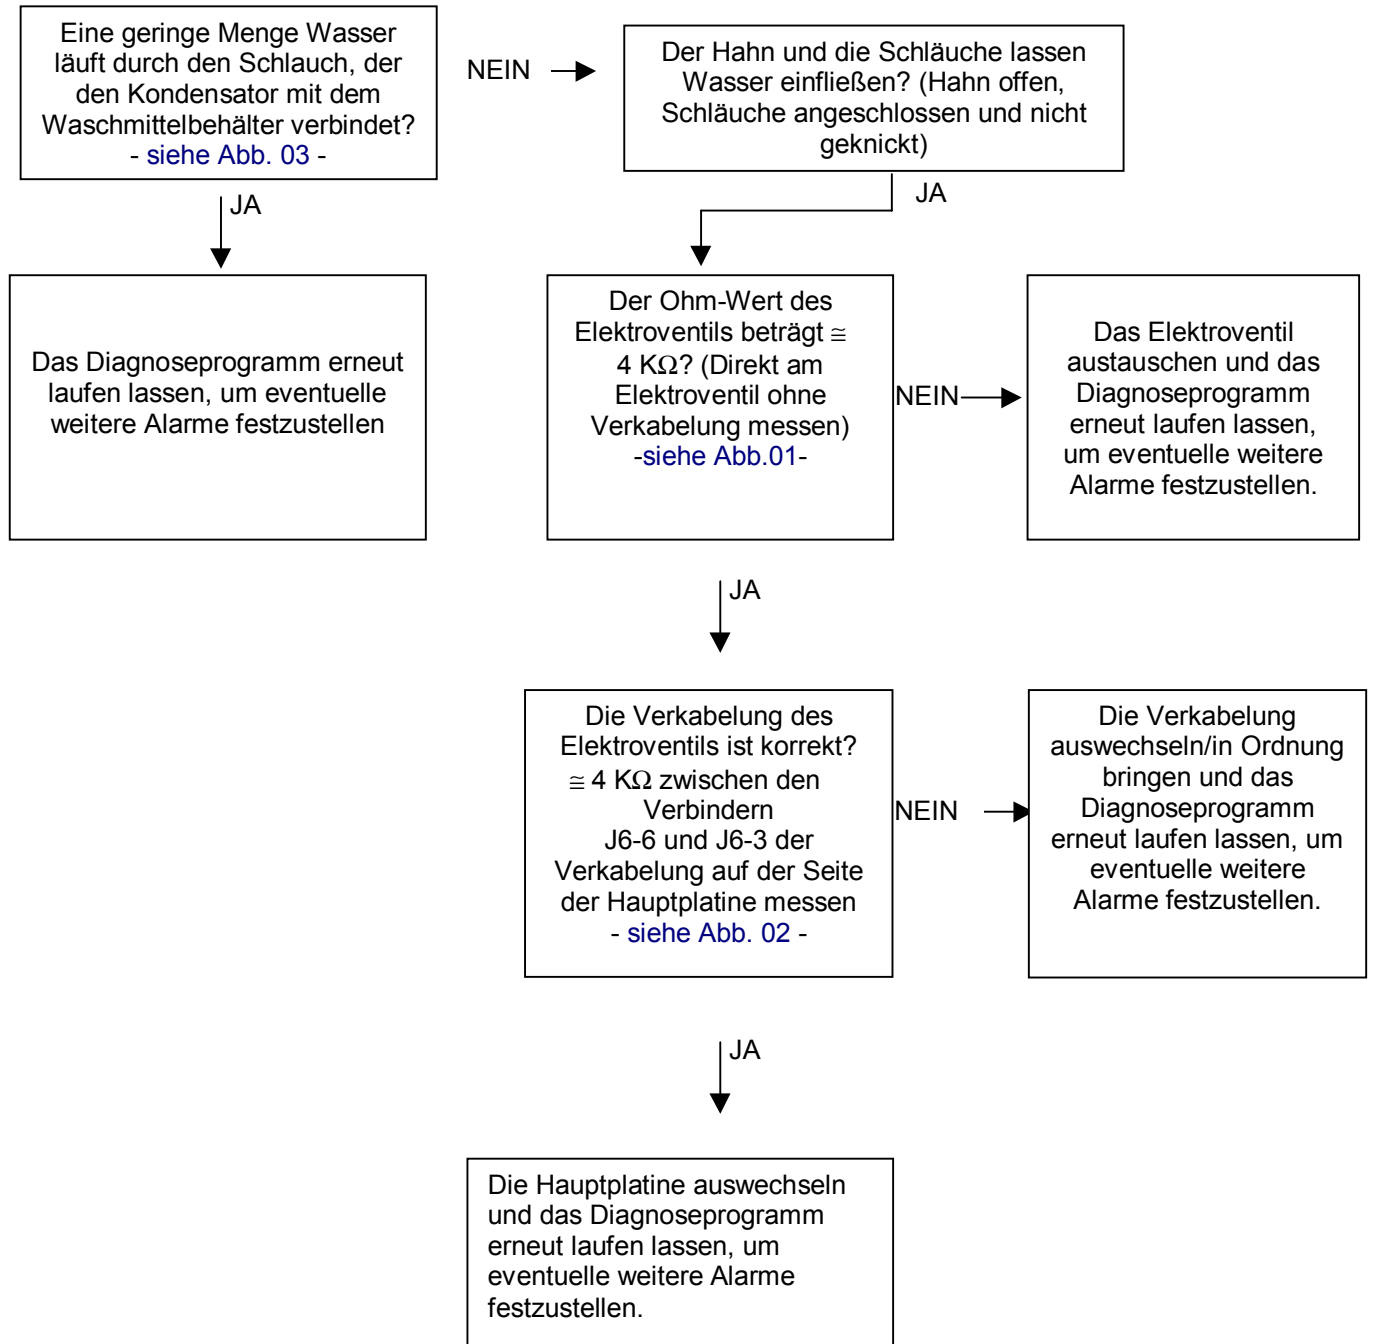 Eine geringe Menge Wasser
läuft durch den Schlauch, der
den Kondensator mit dem
Waschmittelbehälter verbindet?
- siehe Abb. 03 -
NEIN
Der Hahn und die Schläuche lassen
Wasser einfließen? (Hahn offen,
Schläuche angeschlossen und nicht
geknickt)
JA
JA
Das Diagnoseprogramm erneut
laufen lassen, um eventuelle
weitere Alarme festzustellen
Der Ohm-Wert des
Elektroventils beträgt ≅
4 KΩ? (Direkt am
Elektroventil ohne
Verkabelung messen)
-siehe Abb.01-
NEIN
Das Elektroventil
austauschen und das
Diagnoseprogramm
erneut laufen lassen,
um eventuelle weitere
Alarme festzustellen.
JA
Die Verkabelung des
Elektroventils ist korrekt?
≅ 4 KΩ zwischen den
Verbindern
J6-6 und J6-3 der
Verkabelung auf der Seite
der Hauptplatine messen
- siehe Abb. 02 -
NEIN
Die Verkabelung
auswechseln/in Ordnung
bringen und das
Diagnoseprogramm
erneut laufen lassen, um
eventuelle weitere
Alarme festzustellen.
JA
Die Hauptplatine auswechseln
und das Diagnoseprogramm
erneut laufen lassen, um
eventuelle weitere Alarme
festzustellen.